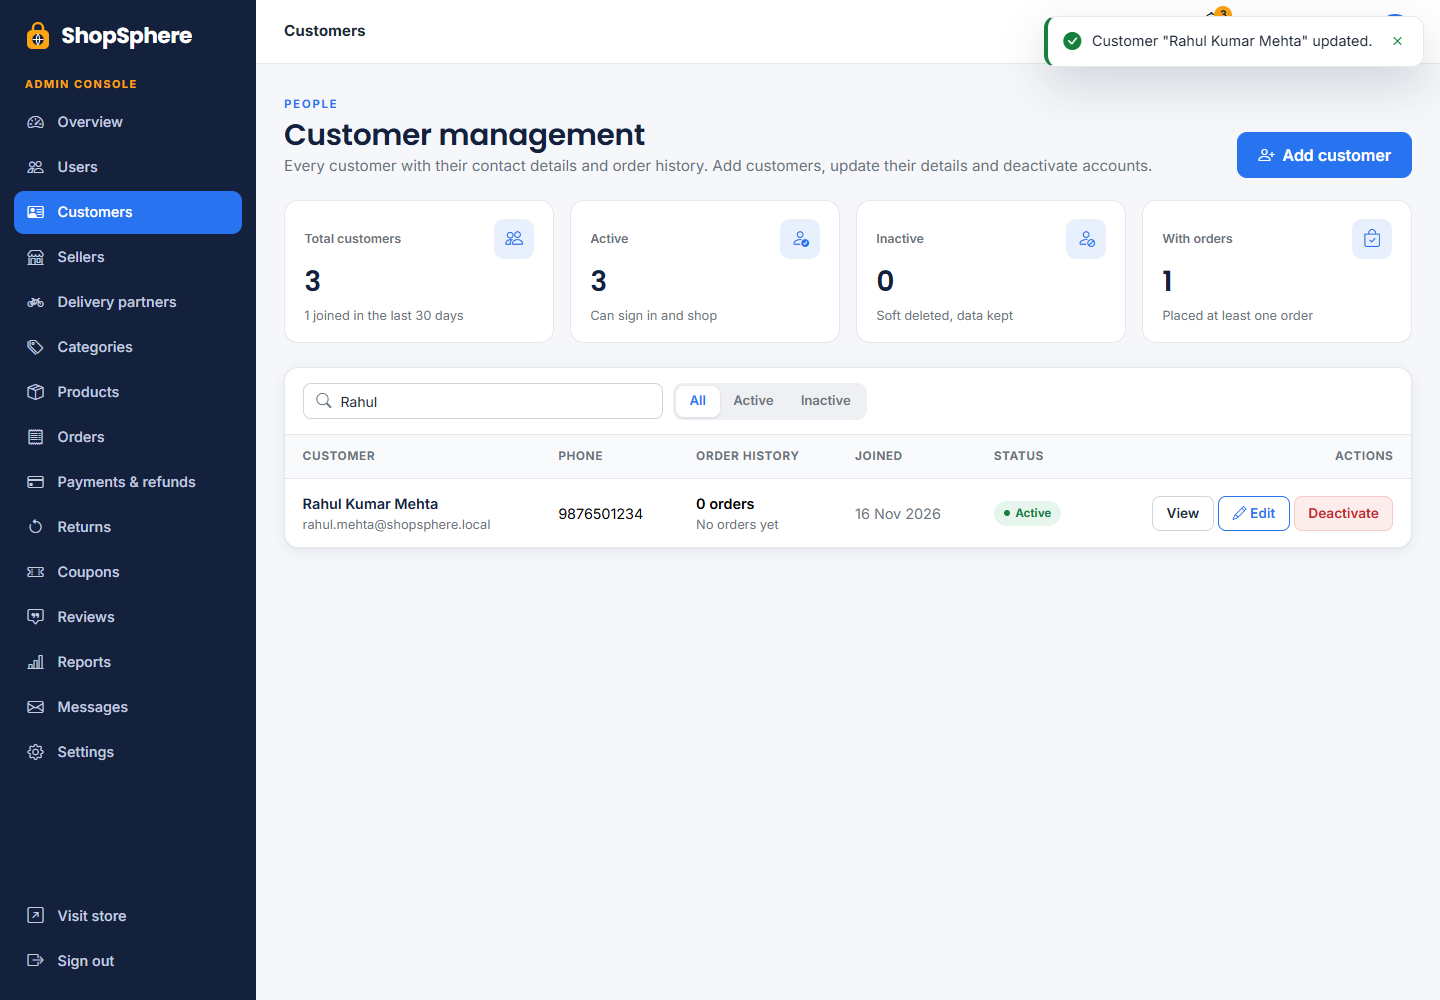 ShopSphere
ADMIN CONSOLE
Overview
Users
Customers
Sellers
Delivery partners
Categories
Products
Orders
Payments & refunds
Returns
Coupons
Reviews
Reports
Messages
Settings
Visit store
Sign out
Customers
3
Customer "Rahul Kumar Mehta" updated.
PEOPLE
Customer management
Every customer with their contact details and order history. Add customers, update their details and deactivate accounts.
Add customer
Total customers
3
1 joined in the last 30 days
Active
3
Can sign in and shop
Inactive
0
Soft deleted, data kept
With orders
1
Placed at least one order
Rahul
All Active Inactive
CUSTOMER PHONE ORDER HISTORY JOINED STATUS ACTIONS
Rahul Kumar Mehta
rahul.mehta@shopsphere.local
9876501234
0 orders
No orders yet
16 Nov 2026
Active
View Edit Deactivate